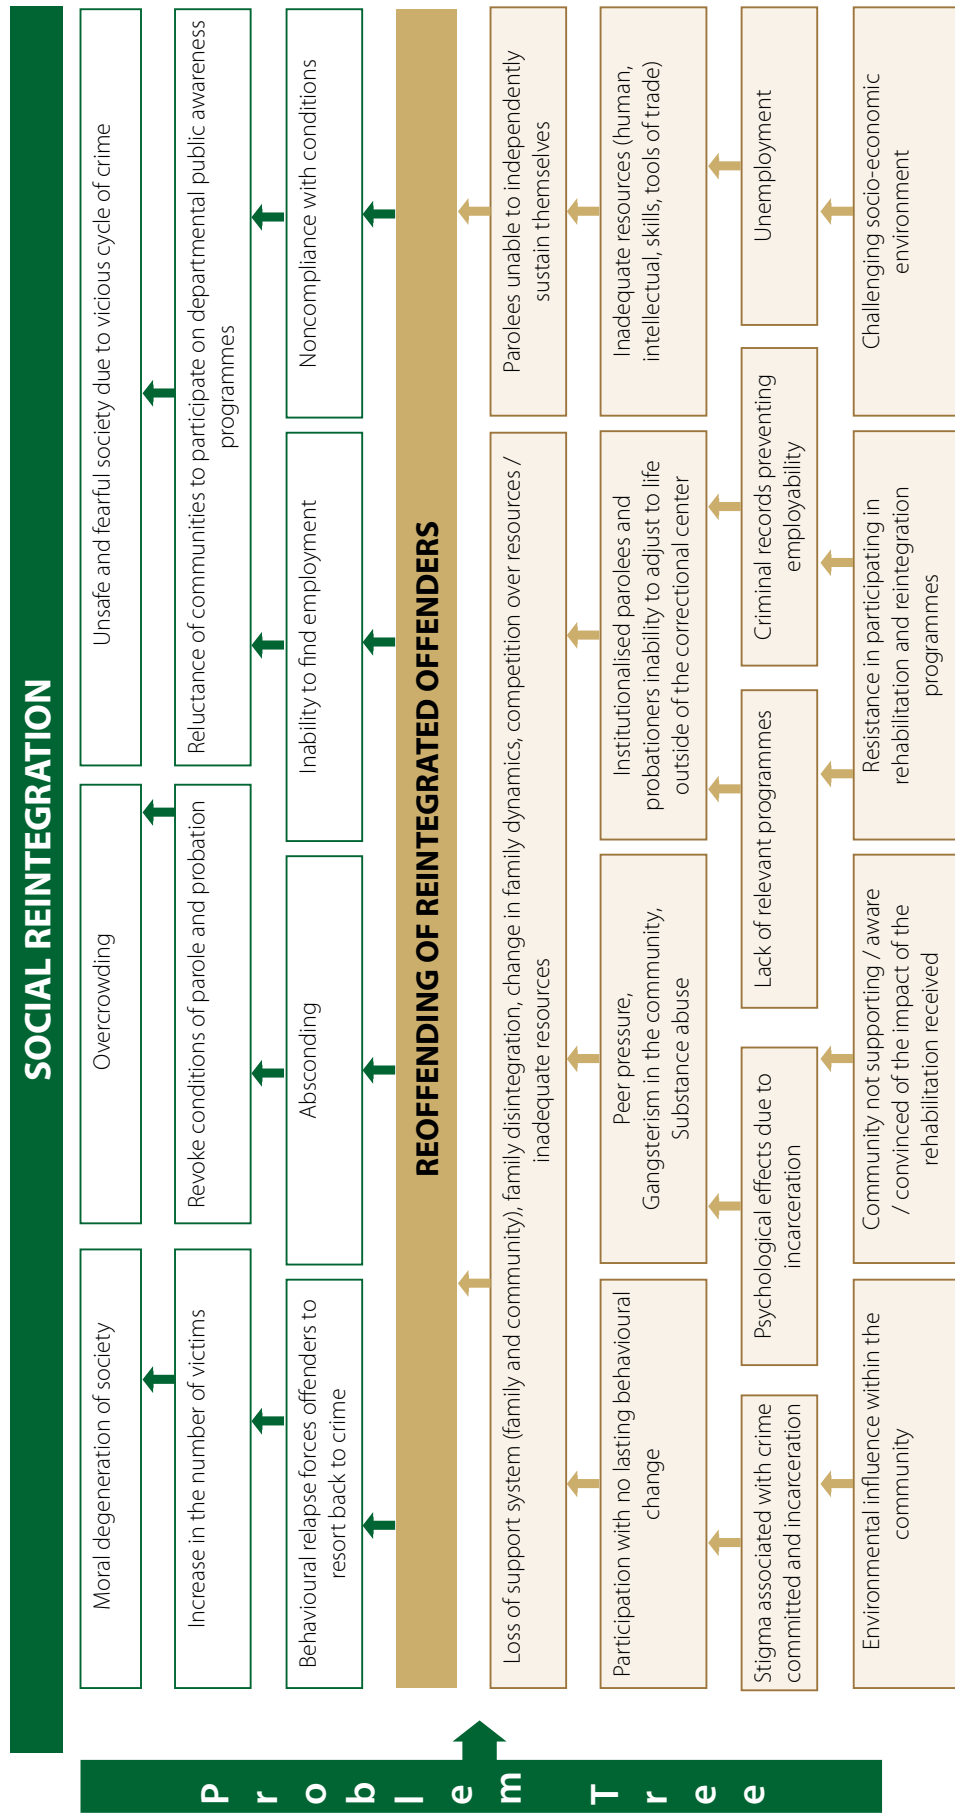 SOCIAL REINTEGRATION
Problem Tree
Moral degeneration of society
Overcrowding
Unsafe and fearful society due to vicious cycle of crime
Increase in the number of victims
Revoke conditions of parole and probation
Reluctance of communities to participate on departmental public awareness
programmes
Behavioural relapse forces offenders to
resort back to crime
Absconding
Inability to find employment
Noncompliance with conditions
REOFFENDING OF REINTEGRATED OFFENDERS
Loss of support system (family and community), family disintegration, change in family dynamics, competition over resources /
inadequate resources
Parolees unable to independently
sustain themselves
Participation with no lasting behavioural
change
Peer pressure,
Gangsterism in the community,
Substance abuse
Institutionalised parolees and
probationers inability to adjust to life
outside of the correctional center
Inadequate resources (human,
intellectual, skills, tools of trade)
Stigma associated with crime
committed and incarceration
Psychological effects due to
incarceration
Lack of relevant programmes
Criminal records preventing
employability
Unemployment
Environmental influence within the
community
Community not supporting / aware
/ convinced of the impact of the
rehabilitation received
Resistance in participating in
rehabilitation and reintegration
programmes
Challenging socio-economic
environment